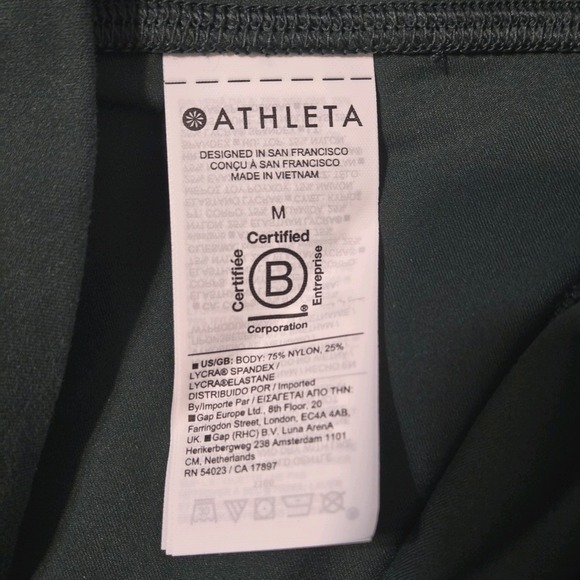 ATHLETA
DESIGNED IN SAN FRANCISCO
CONÇU À SAN FRANCISCO
MADE IN VIETNAM
M
Certified
Certifiée
B
Entreprise
®
Corporation
■ US/GB: BODY: 75% NYLON, 25%
LYCRA® SPANDEX /
LYCRA®ELASTANE
DISTRIBUIDO POR / Imported
By/Importe Par / ΕΙΣΑΓΕΤΑΙ ΑΠΟ ΤΗΝ:
■ Gap Europe Ltd., 8th Floor, 20
Farringdon Street, London, EC4A 4AB,
UK. ■ Gap (RHC) B.V. Luna ArenA
Herikerbergweg 238 Amsterdam 1101
CM, Netherlands
RN 54023 / CA 17897